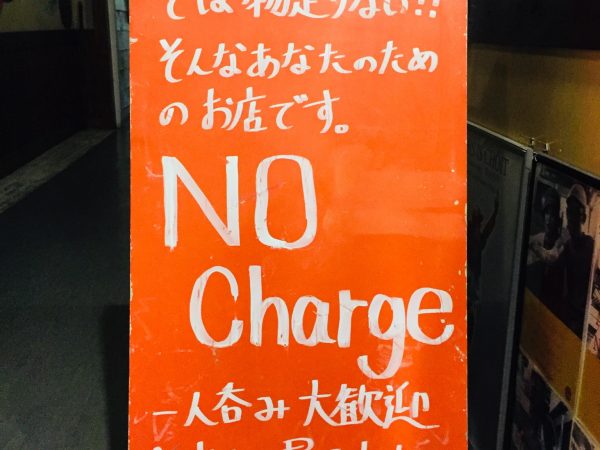 では物足りない!!
そんなあなたのため
のお店です。
NO
Charge
一人呑み大歓迎